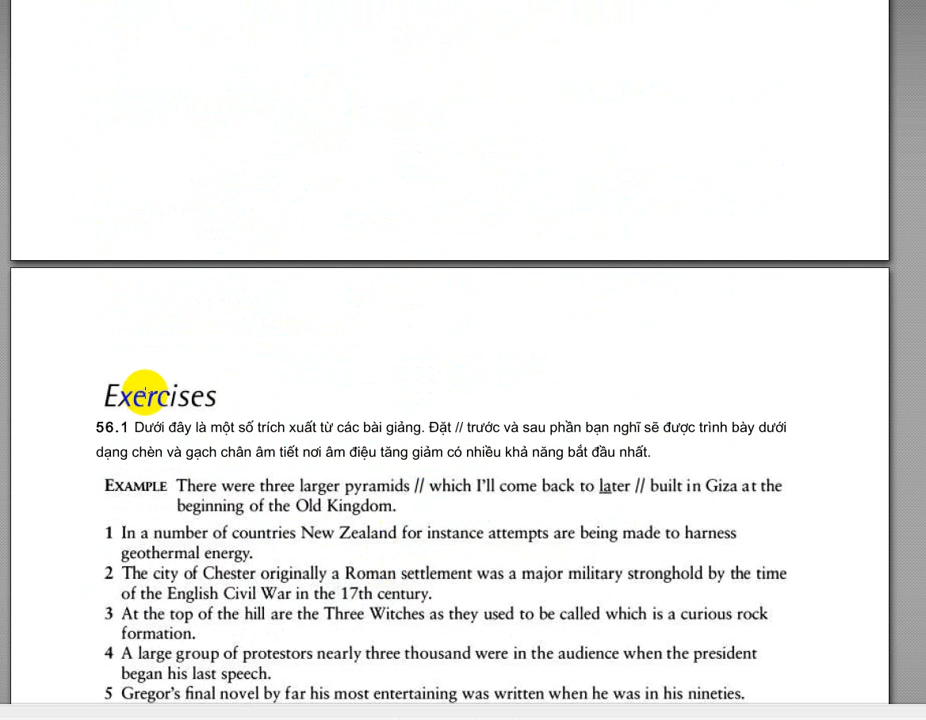 Exercises
56.1 Dưới đây là một số trích xuất từ các bài giảng. Đặt // trước và sau phần bạn nghĩ sẽ được trình bày dưới
dạng chèn và gạch chân âm tiết nơi âm điệu tăng giảm có nhiều khả năng bắt đầu nhất.
EXAMPLE There were three larger pyramids // which I'll come back to later // built in Giza at the
beginning of the Old Kingdom.
1 In a number of countries New Zealand for instance attempts are being made to harness
geothermal energy.
2 The city of Chester originally a Roman settlement was a major military stronghold by the time
of the English Civil War in the 17th century.
3 At the top of the hill are the Three Witches as they used to be called which is a curious rock
formation.
4 A large group of protestors nearly three thousand were in the audience when the president
began his last speech.
5 Gregor's final novel by far his most entertaining was written when he was in his nineties.